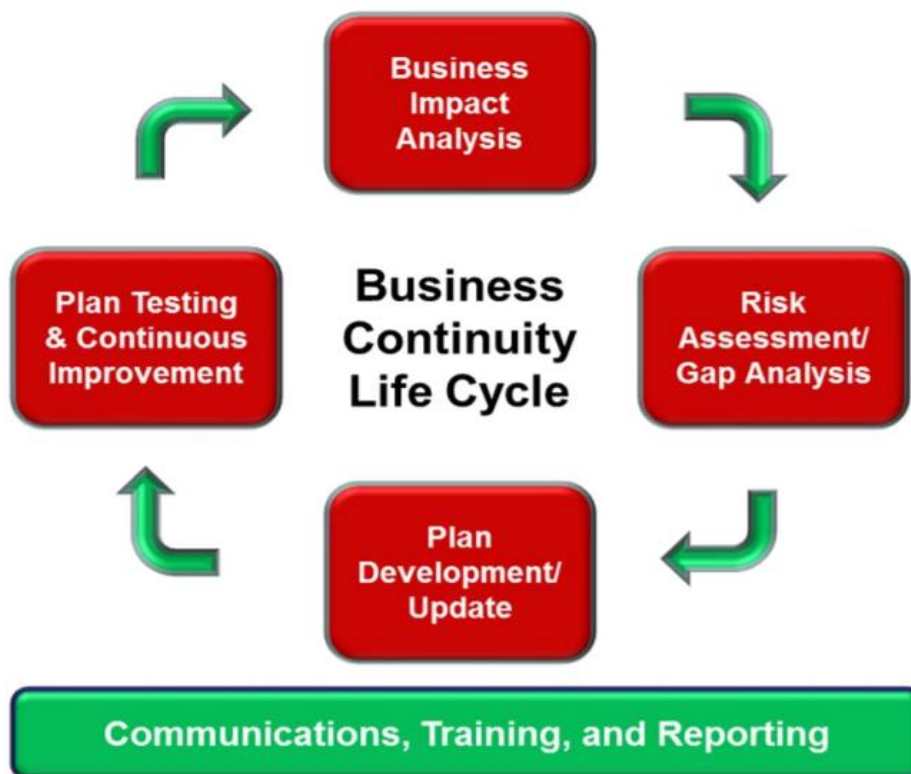 Business
Impact
Analysis
Plan Testing
& Continuous
Improvement
Business
Continuity
Life Cycle
Risk
Assessment/
Gap Analysis
Plan
Development/
Update
Communications, Training, and Reporting